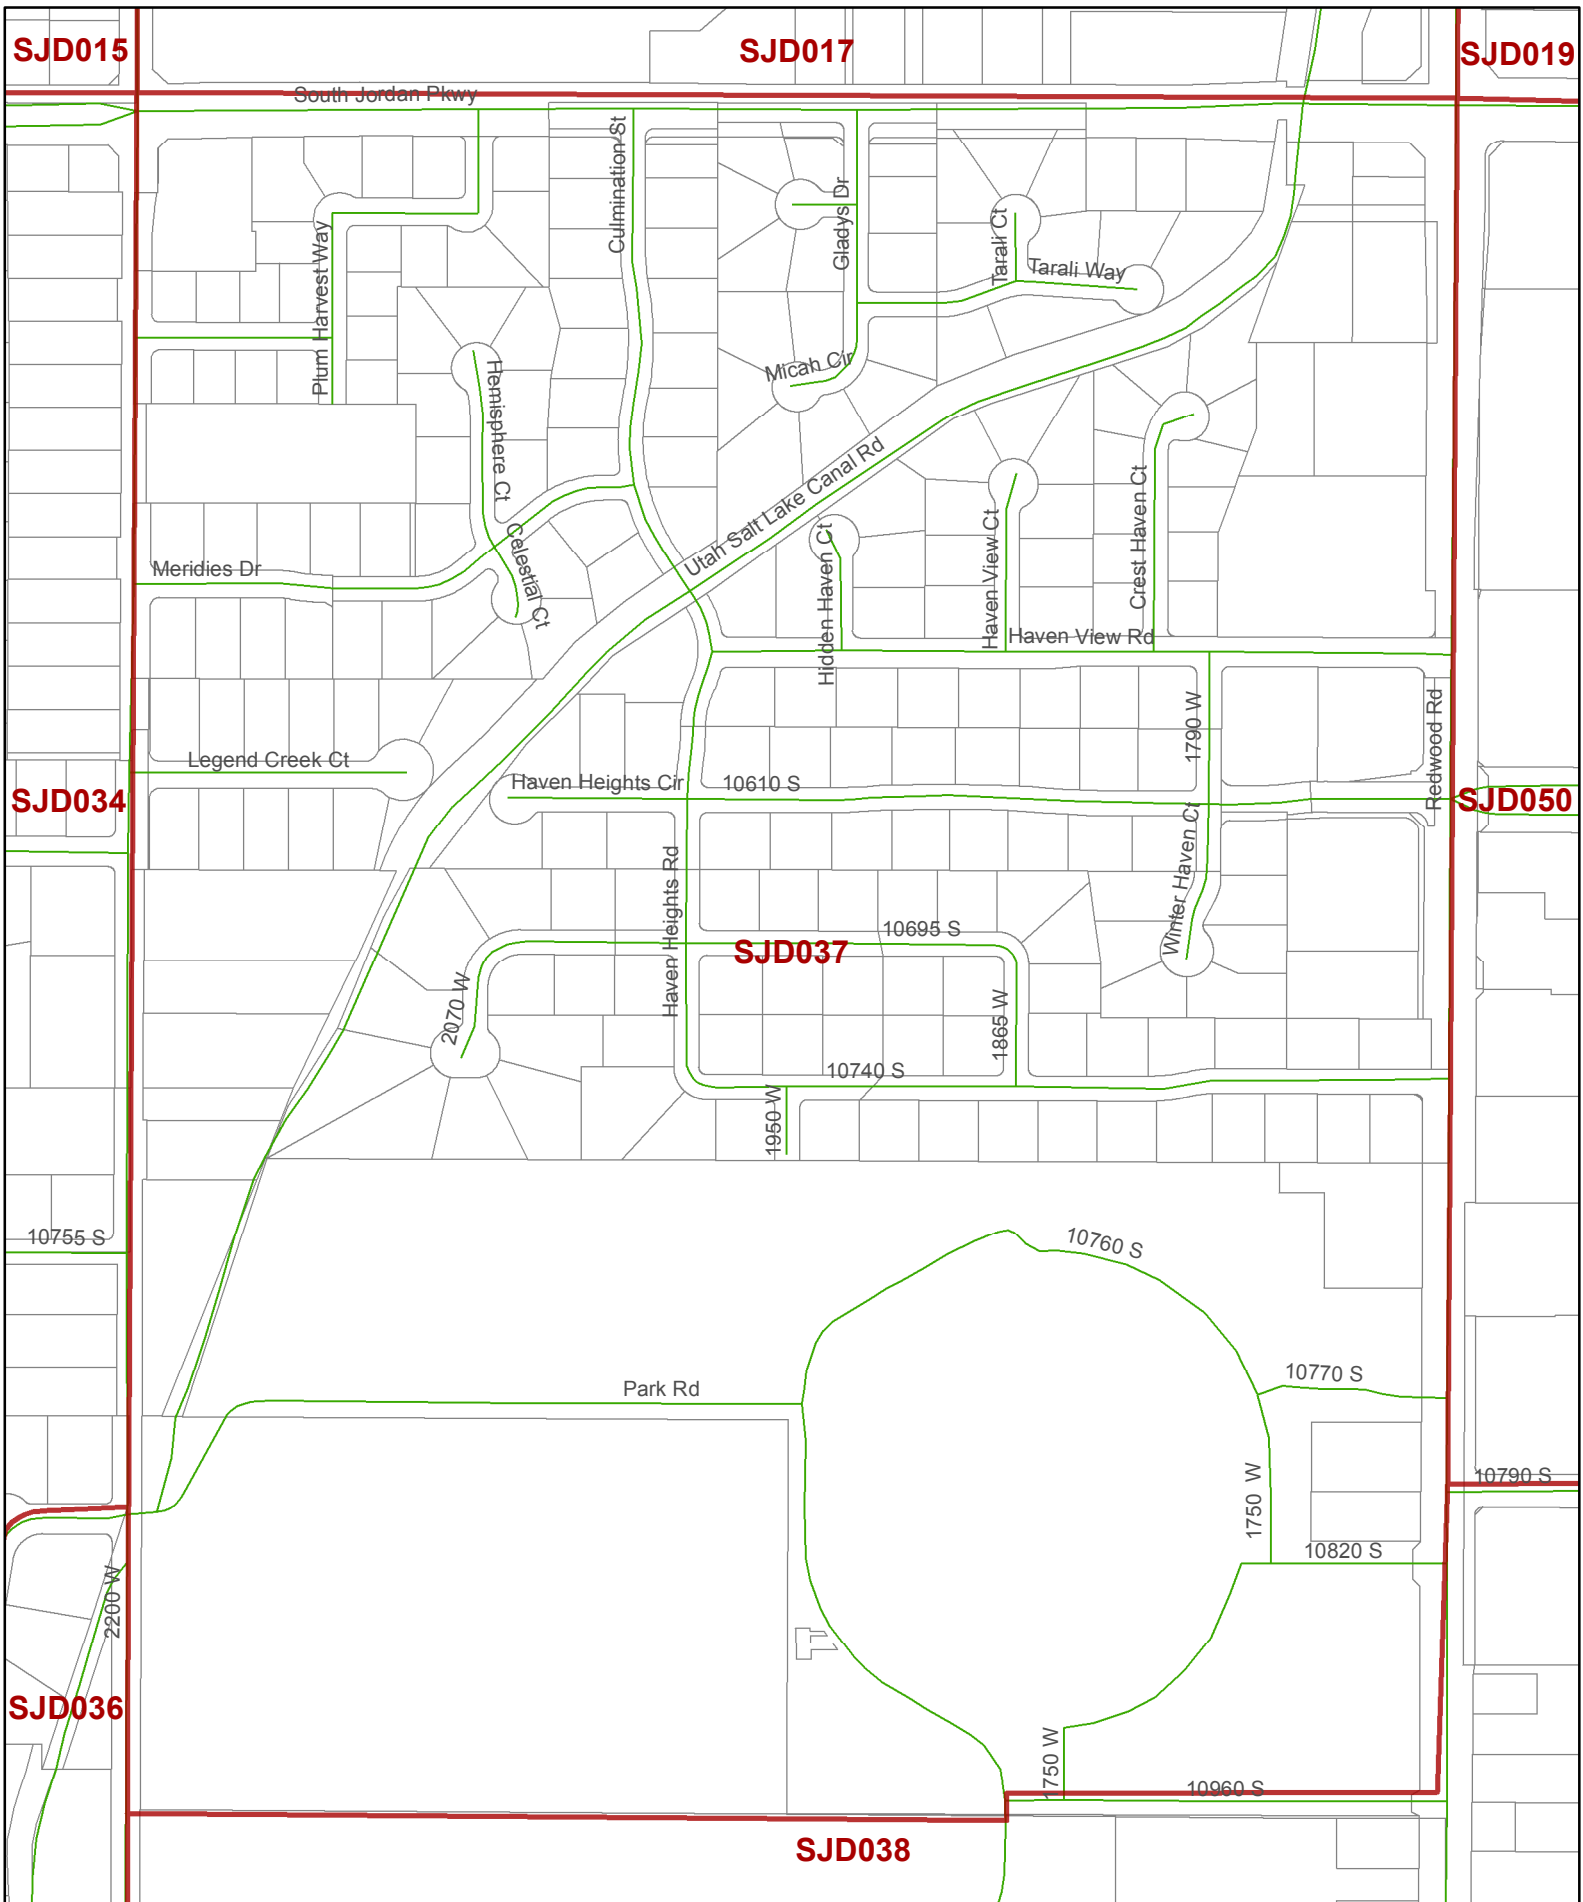 SJD015
SJD017
SJD019
South Jordan Pkwy
Culmination St
Gladys Dr
Tarali Ct
Tarali Way
Plum Harvest Way
Micah Cir
Hemisphere Ct
Utah Salt Lake Canal Rd
Crest Haven Ct
Haven View Ct
Hidden Haven Ct
Celestial Ct
Meridies Dr
Haven View Rd
1790 W
Redwood Rd
Legend Creek Ct
Haven Heights Cir
10610 S
SJD034
SJD050
Winter Haven Ct
Haven Heights Rd
10695 S
SJD037
2070 W
1865 W
10740 S
1950 W
10755 S
10760 S
10770 S
Park Rd
10790 S
1750 W
10820 S
2200 W
SJD036
1750 W
10960 S
SJD038